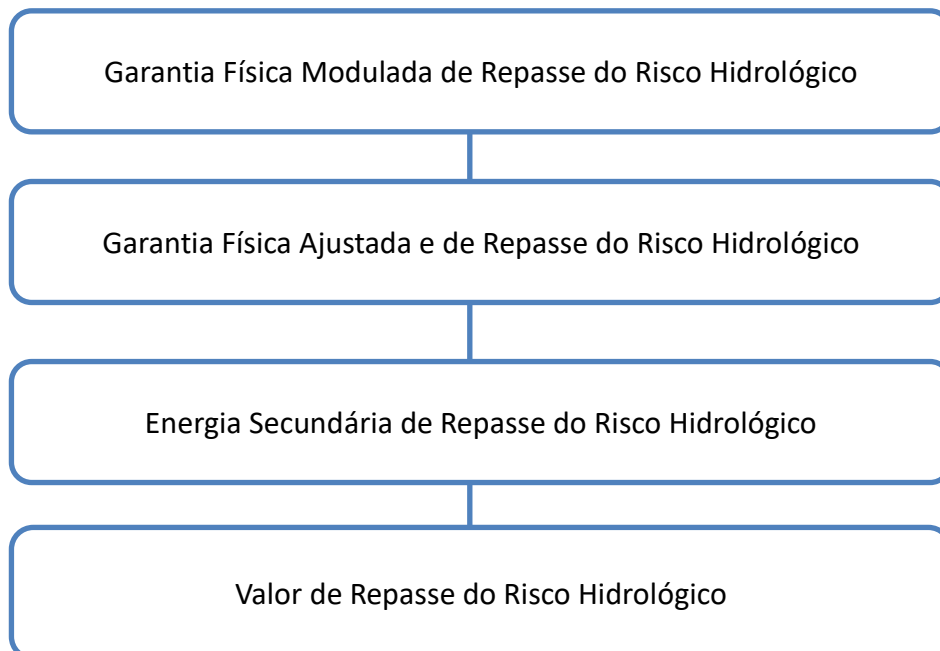 Garantia Física Modulada de Repasse do Risco Hidrológico
Garantia Física Ajustada e de Repasse do Risco Hidrológico
Energia Secundária de Repasse do Risco Hidrológico
Valor de Repasse do Risco Hidrológico